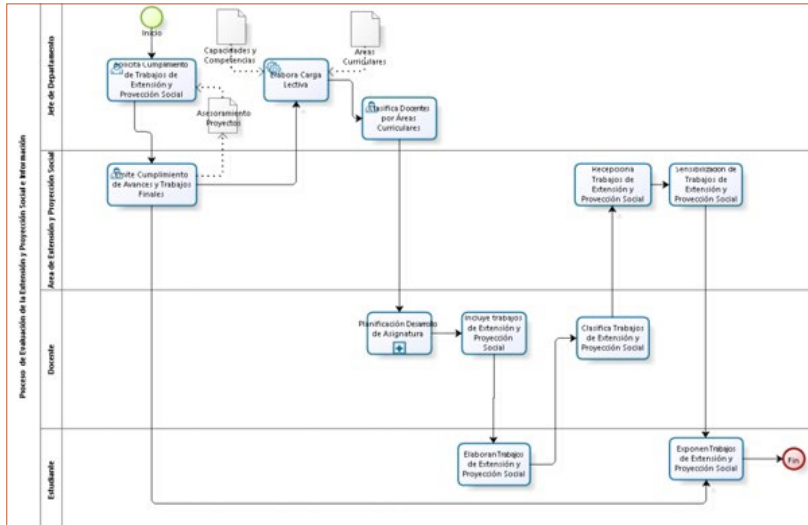 Proceso de Evaluación de la Extensión y Proyección Social e Información
Jefe de Departamento
Inicio
Solicita Cumplimiento
de Trabajos de
Extensión y
Proyección Social
Capacidades y
Competencias
Elabora Carga
Lectiva
Areas
Curriculares
Asesoramiento
Proyectos
Clasifica Docentes
por Áreas
Curriculares
Area de Extensión y Proyección Social
Emite Cumplimiento
de Avances y Trabajos
Finales
Recepciona
Trabajos de
Extensión y
Proyección Social
Sensibilización de
Trabajos de
Extensión y
Proyección Social
Docente
Planificación Desarrollo
de Asignatura
Incluye trabajos
de Extensión y
Proyección
Social
Clasifica Trabajos
de Extensión y
Proyección Social
Estudiante
Elaboran Trabajos
de Extensión y
Proyección Social
Exponen Trabajos
de Extensión y
Proyección Social
Fin